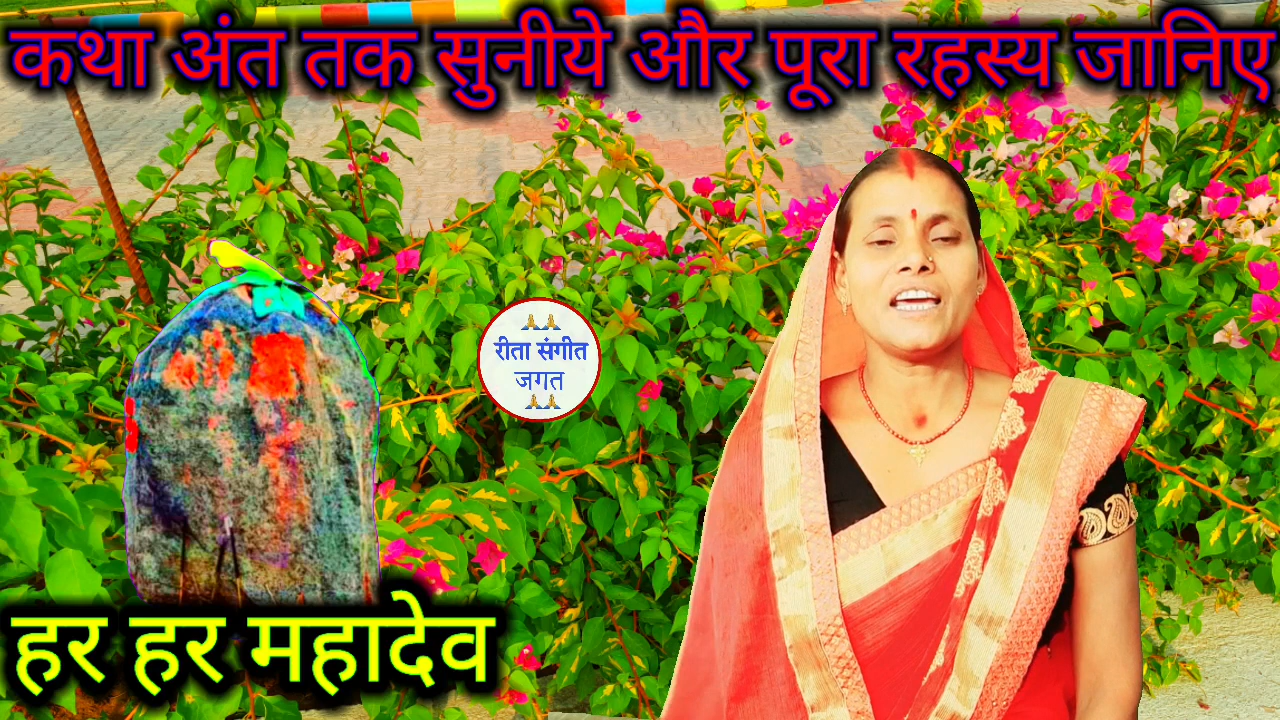 कथा अंत तक सुनीये और पूरा रहस्य जानिए
🙏🙏
रीता संगीत
जगत
🙏🙏
हर हर महादेव